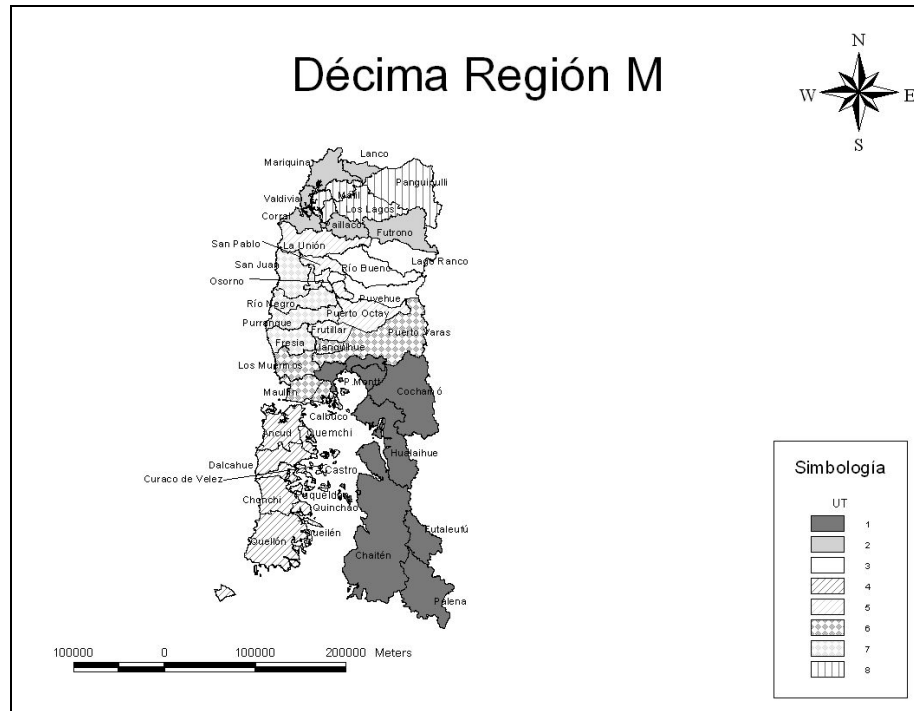 Décima Región M
N
W E
S
Lanco
Mariquina
Panguipulli
Máfil
Valdivia
Los Lagos
Corral
Paillaco
Futrono
San Pablo
La Unión
Lago Ranco
San Juan
Río Bueno
Osorno
Puyehue
Río Negro
Puerto Octay
Purranque
Frutillar
Puerto Varas
Fresia
Llanquihue
Los Muermos
P.Montt
Maullín
Cochamó
Calbuco
Ancud
Quemchi
Hualaihue
Dalcahue
Castro
Curaco de Velez
Chonchi
Puqueldón
Quinchao
Queilén
Futaleufú
Quellón
Chaitén
Palena
100000 0 100000 200000 Meters
Simbología
UT
1
2
3
4
5
6
7
8